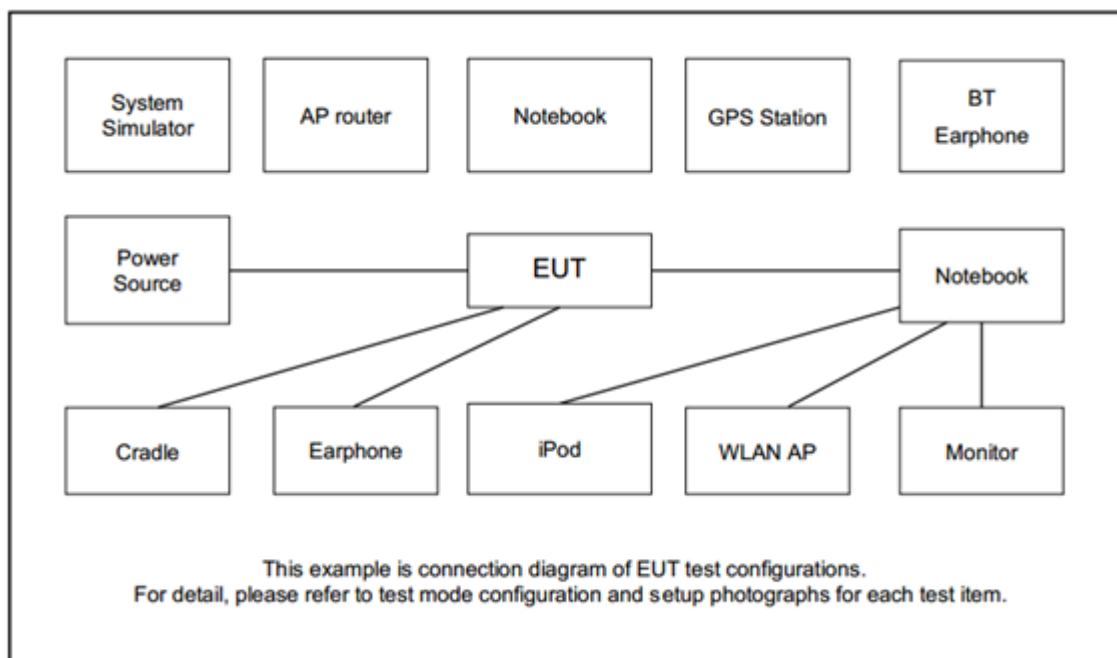 System
Simulator
AP router
Notebook
GPS Station
BT
Earphone
Power
Source
EUT
Notebook
Cradle
Earphone
iPod
WLAN AP
Monitor
This example is connection diagram of EUT test configurations.
For detail, please refer to test mode configuration and setup photographs for each test item.